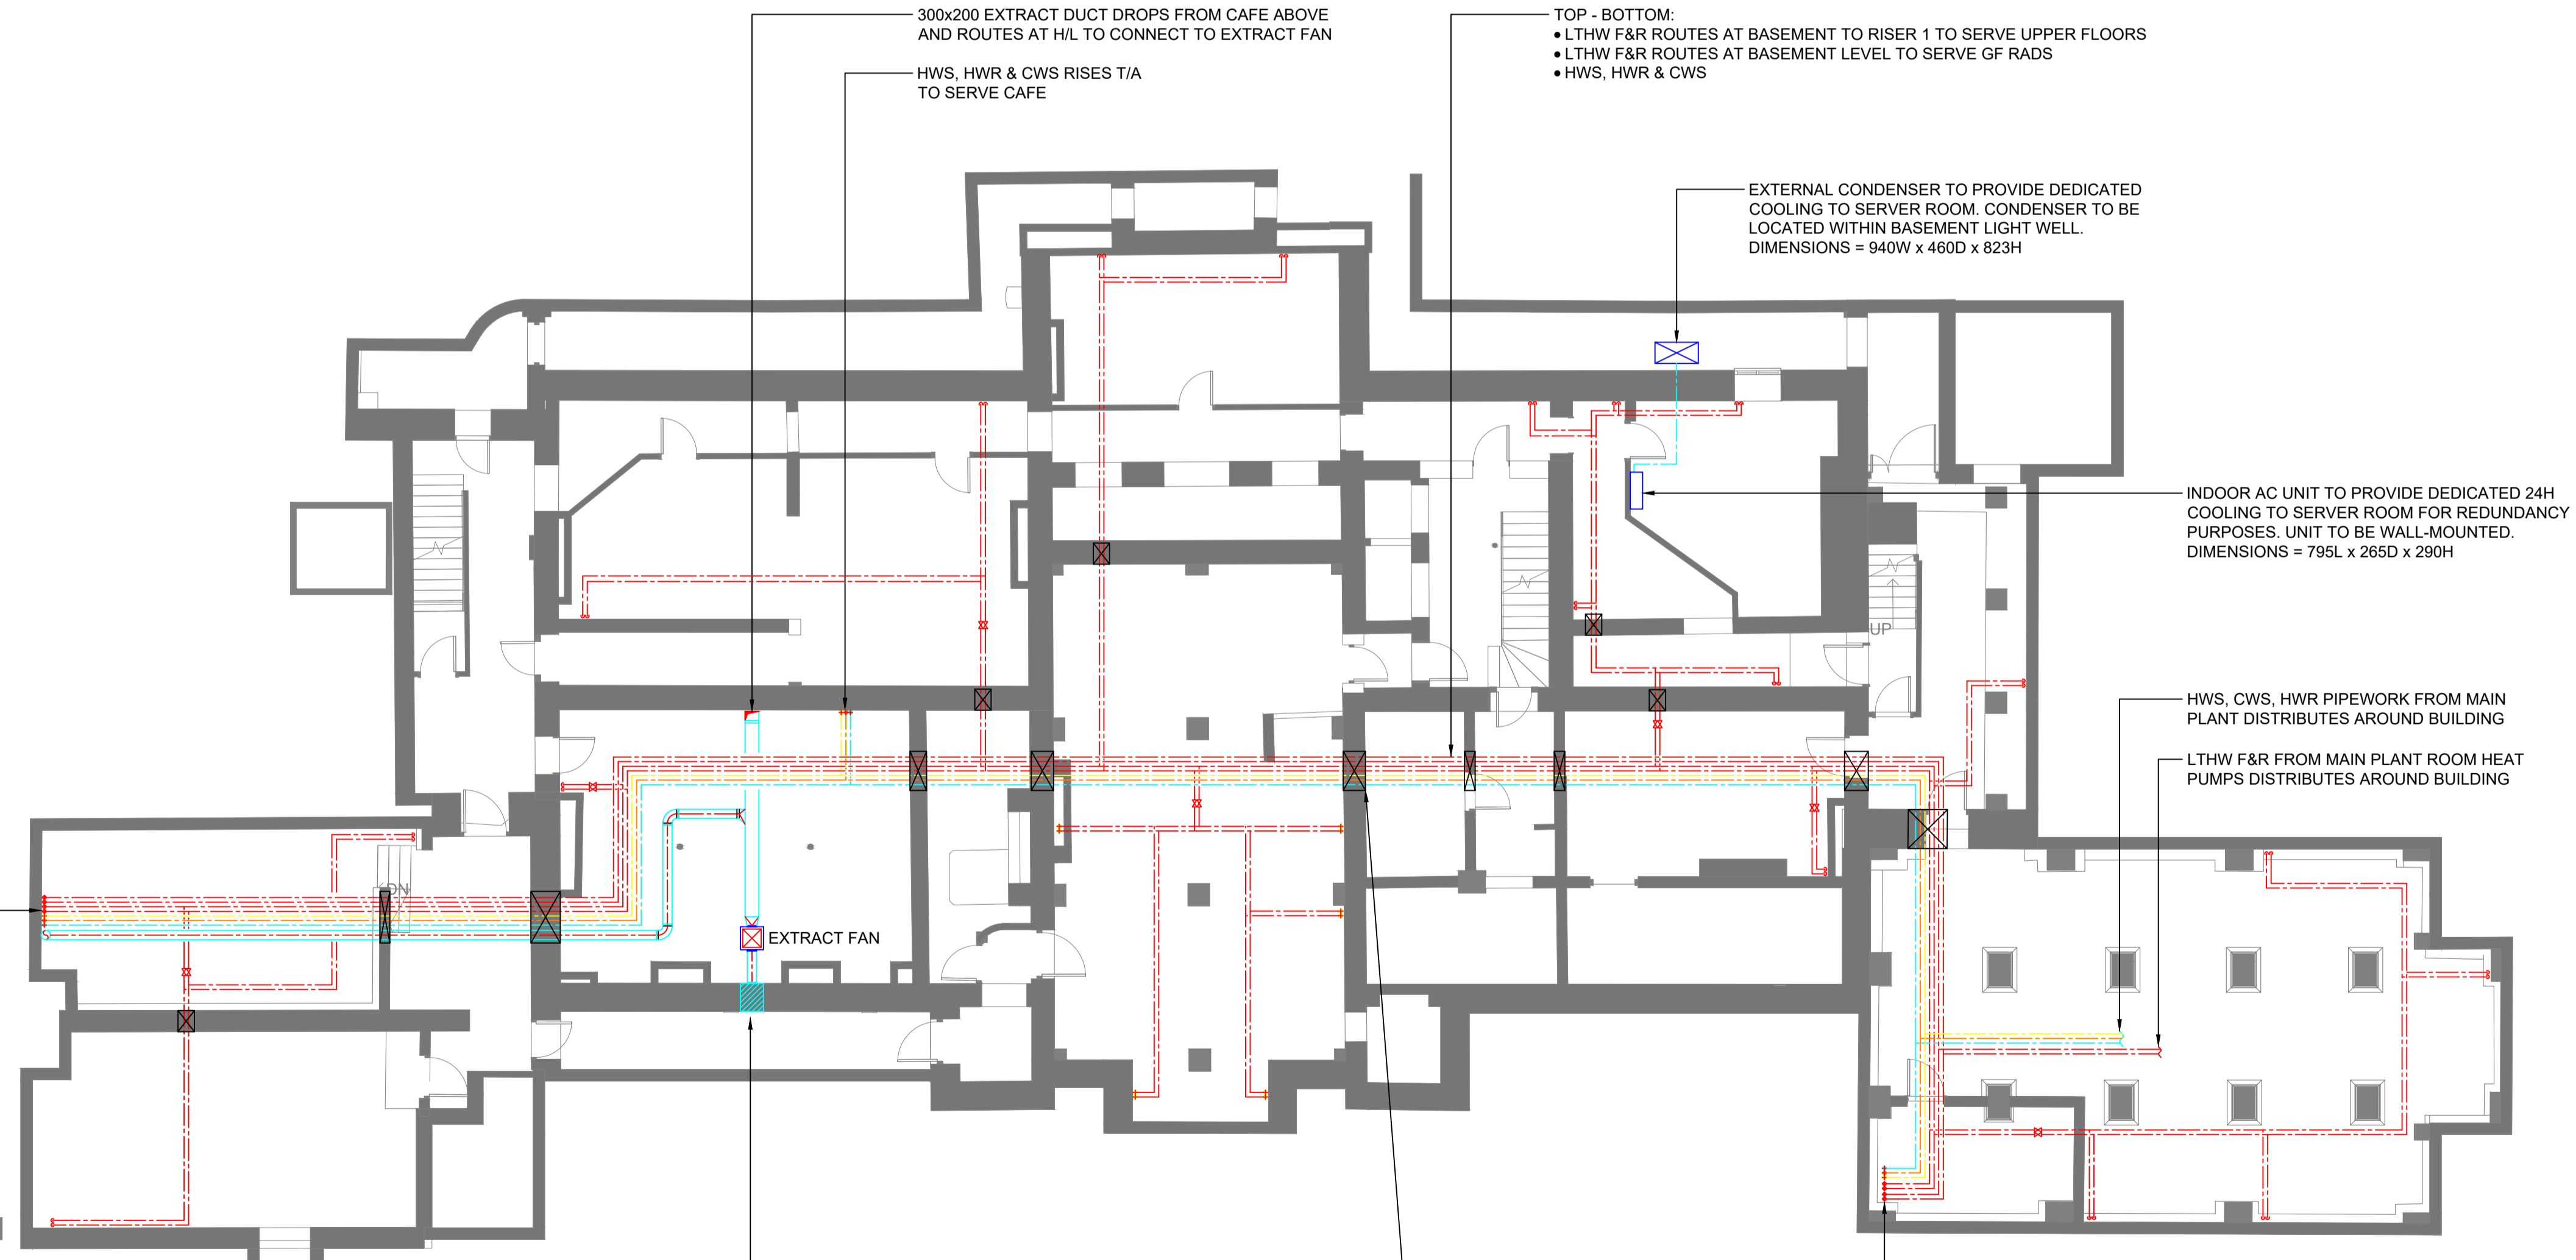 300x200 EXTRACT DUCT DROPS FROM CAFE ABOVE
AND ROUTES AT H/L TO CONNECT TO EXTRACT FAN
HWS, HWR & CWS RISES T/A
TO SERVE CAFE
TOP - BOTTOM:
• LTHW F&R ROUTES AT BASEMENT TO RISER 1 TO SERVE UPPER FLOORS
• LTHW F&R ROUTES AT BASEMENT LEVEL TO SERVE GF RADS
• HWS, HWR & CWS
EXTERNAL CONDENSER TO PROVIDE DEDICATED
COOLING TO SERVER ROOM. CONDENSER TO BE
LOCATED WITHIN BASEMENT LIGHT WELL.
DIMENSIONS = 940W x 460D x 823H
INDOOR AC UNIT TO PROVIDE DEDICATED 24H
COOLING TO SERVER ROOM FOR REDUNDANCY
PURPOSES. UNIT TO BE WALL-MOUNTED.
DIMENSIONS = 795L x 265D x 290H
UP
HWS, CWS, HWR PIPEWORK FROM MAIN
PLANT DISTRIBUTES AROUND BUILDING
LTHW F&R FROM MAIN PLANT ROOM HEAT
PUMPS DISTRIBUTES AROUND BUILDING
DN
EXTRACT FAN